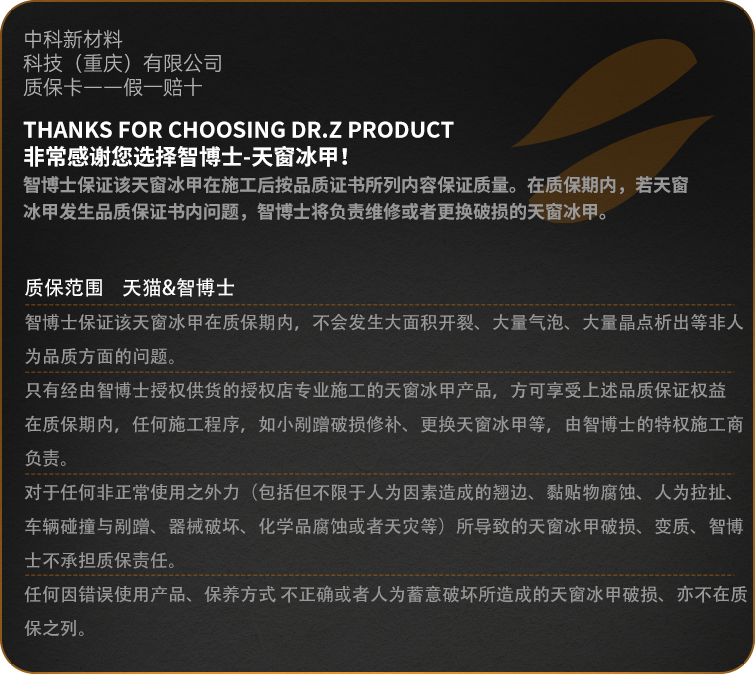 中科新材料
科技（重庆）有限公司
质保卡——假一赔十
THANKS FOR CHOOSING DR.Z PRODUCT
非常感谢您选择智博士-天窗冰甲！
智博士保证该天窗冰甲在施工后按品质证书所列内容保证质量。在质保期内，若天窗
冰甲发生品质保证书内问题，智博士将负责维修或者更换破损的天窗冰甲。
质保范围 天猫&智博士
智博士保证该天窗冰甲在质保期内，不会发生大面积开裂、大量气泡、大量晶点析出等非人
为品质方面的问题。
只有经由智博士授权供货的授权店专业施工的天窗冰甲产品，方可享受上述品质保证权益
在质保期内，任何施工程序，如小剐蹭破损修补、更换天窗冰甲等，由智博士的特权施工商
负责。
对于任何非正常使用之外力（包括但不限于人为因素造成的翘边、黏贴物腐蚀、人为拉扯、
车辆碰撞与剐蹭、器械破坏、化学品腐蚀或者天灾等）所导致的天窗冰甲破损、变质、智博
士不承担质保责任。
任何因错误使用产品、保养方式 不正确或者人为蓄意破坏所造成的天窗冰甲破损、亦不在质
保之列。